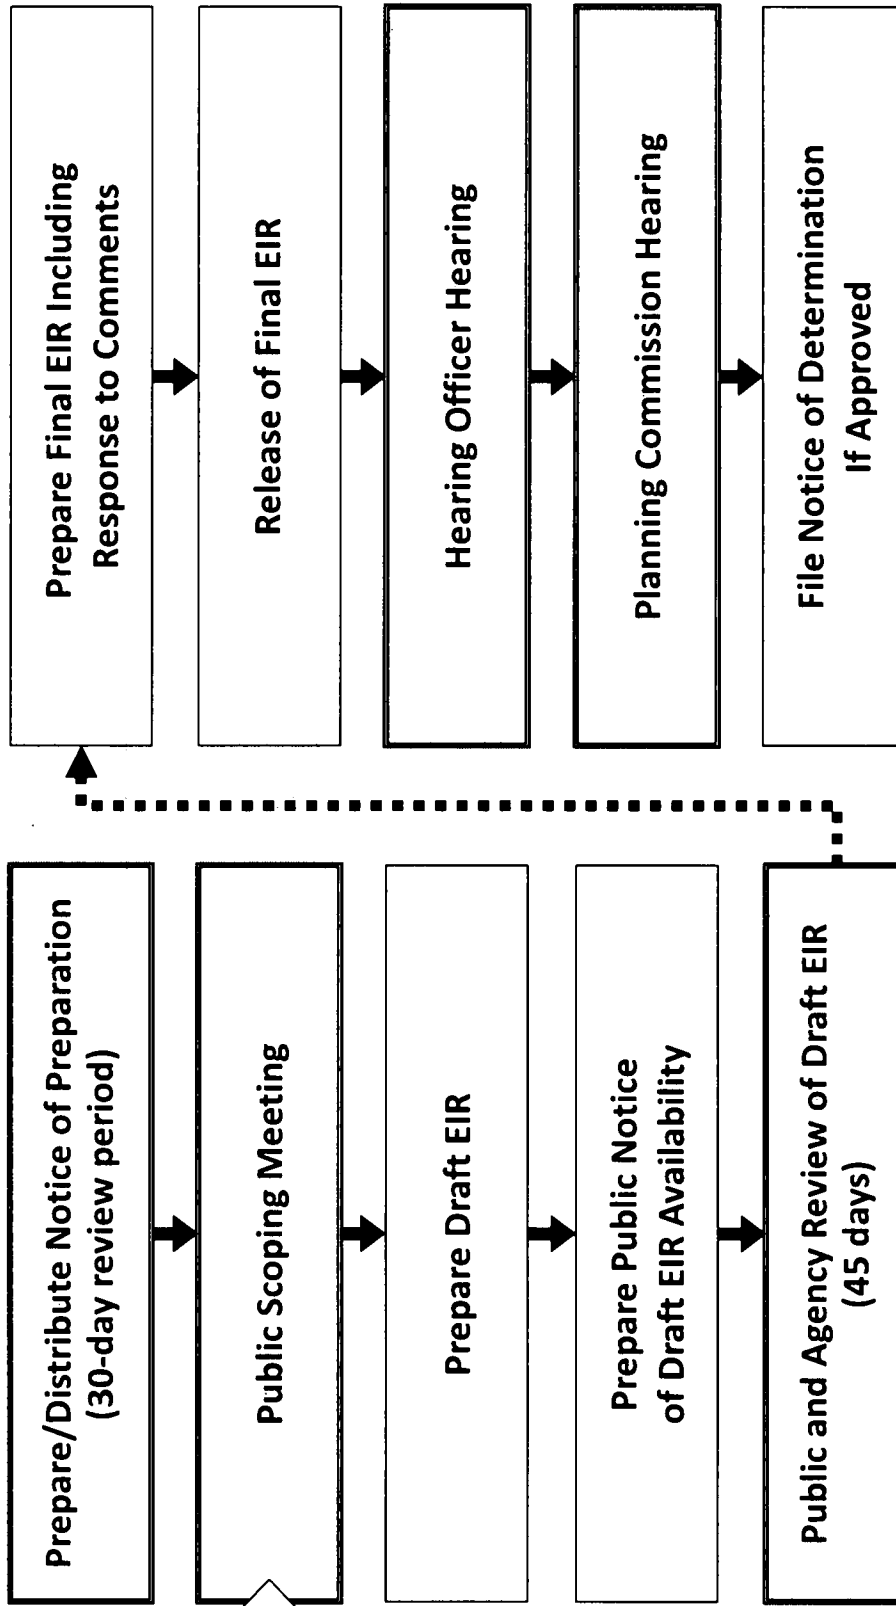 Prepare/Distribute Notice of Preparation
(30-day review period)
Public Scoping Meeting
Prepare Draft EIR
Prepare Public Notice
of Draft EIR Availability
Public and Agency Review of Draft EIR
(45 days)
Prepare Final EIR Including
Response to Comments
Release of Final EIR
Hearing Officer Hearing
Planning Commission Hearing
File Notice of Determination
If Approved